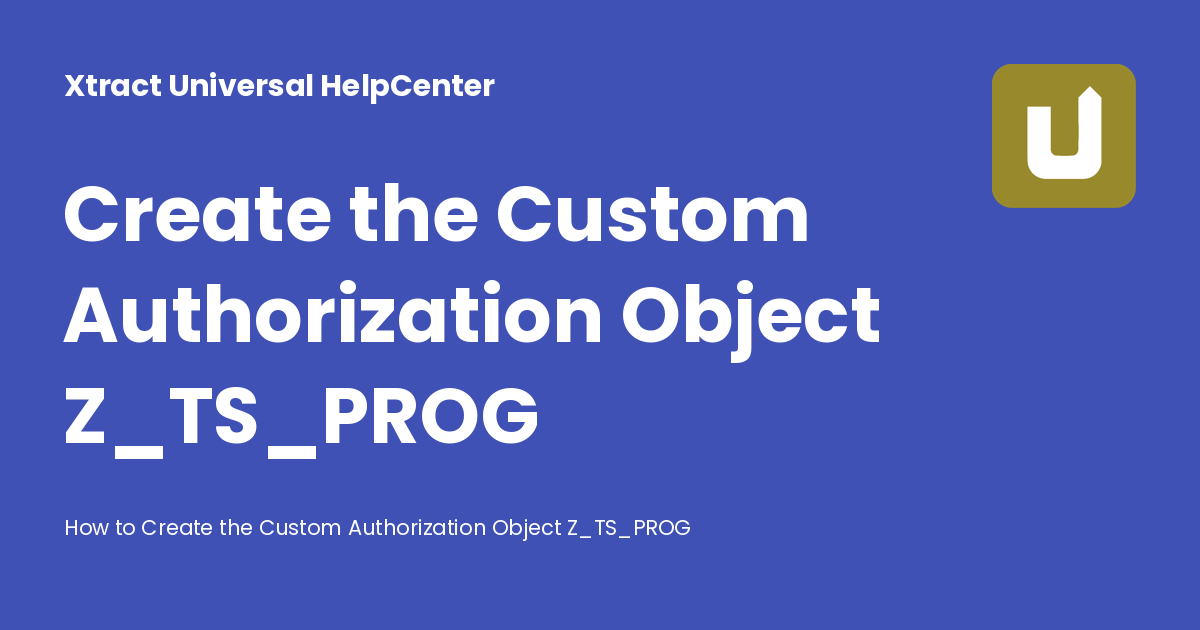 Xtract Universal HelpCenter
Create the Custom
Authorization Object
Z_TS_PROG
How to Create the Custom Authorization Object Z_TS_PROG